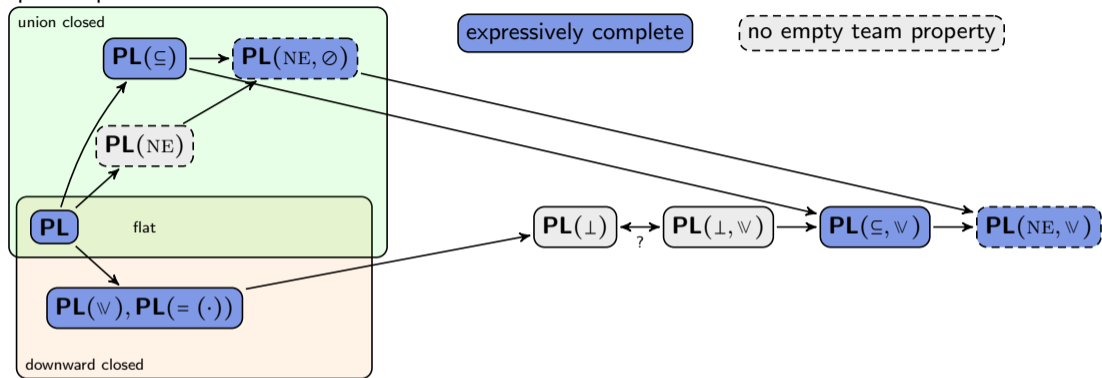 union closed
expressively complete
no empty team property
PL(⊆)
PL(NE, ⊘)
PL(NE)
PL
flat
PL(⊥)
?
PL(⊥, ⩖)
PL(⊆, ⩖)
PL(NE, ⩖)
PL(⩖), PL(= (·))
downward closed